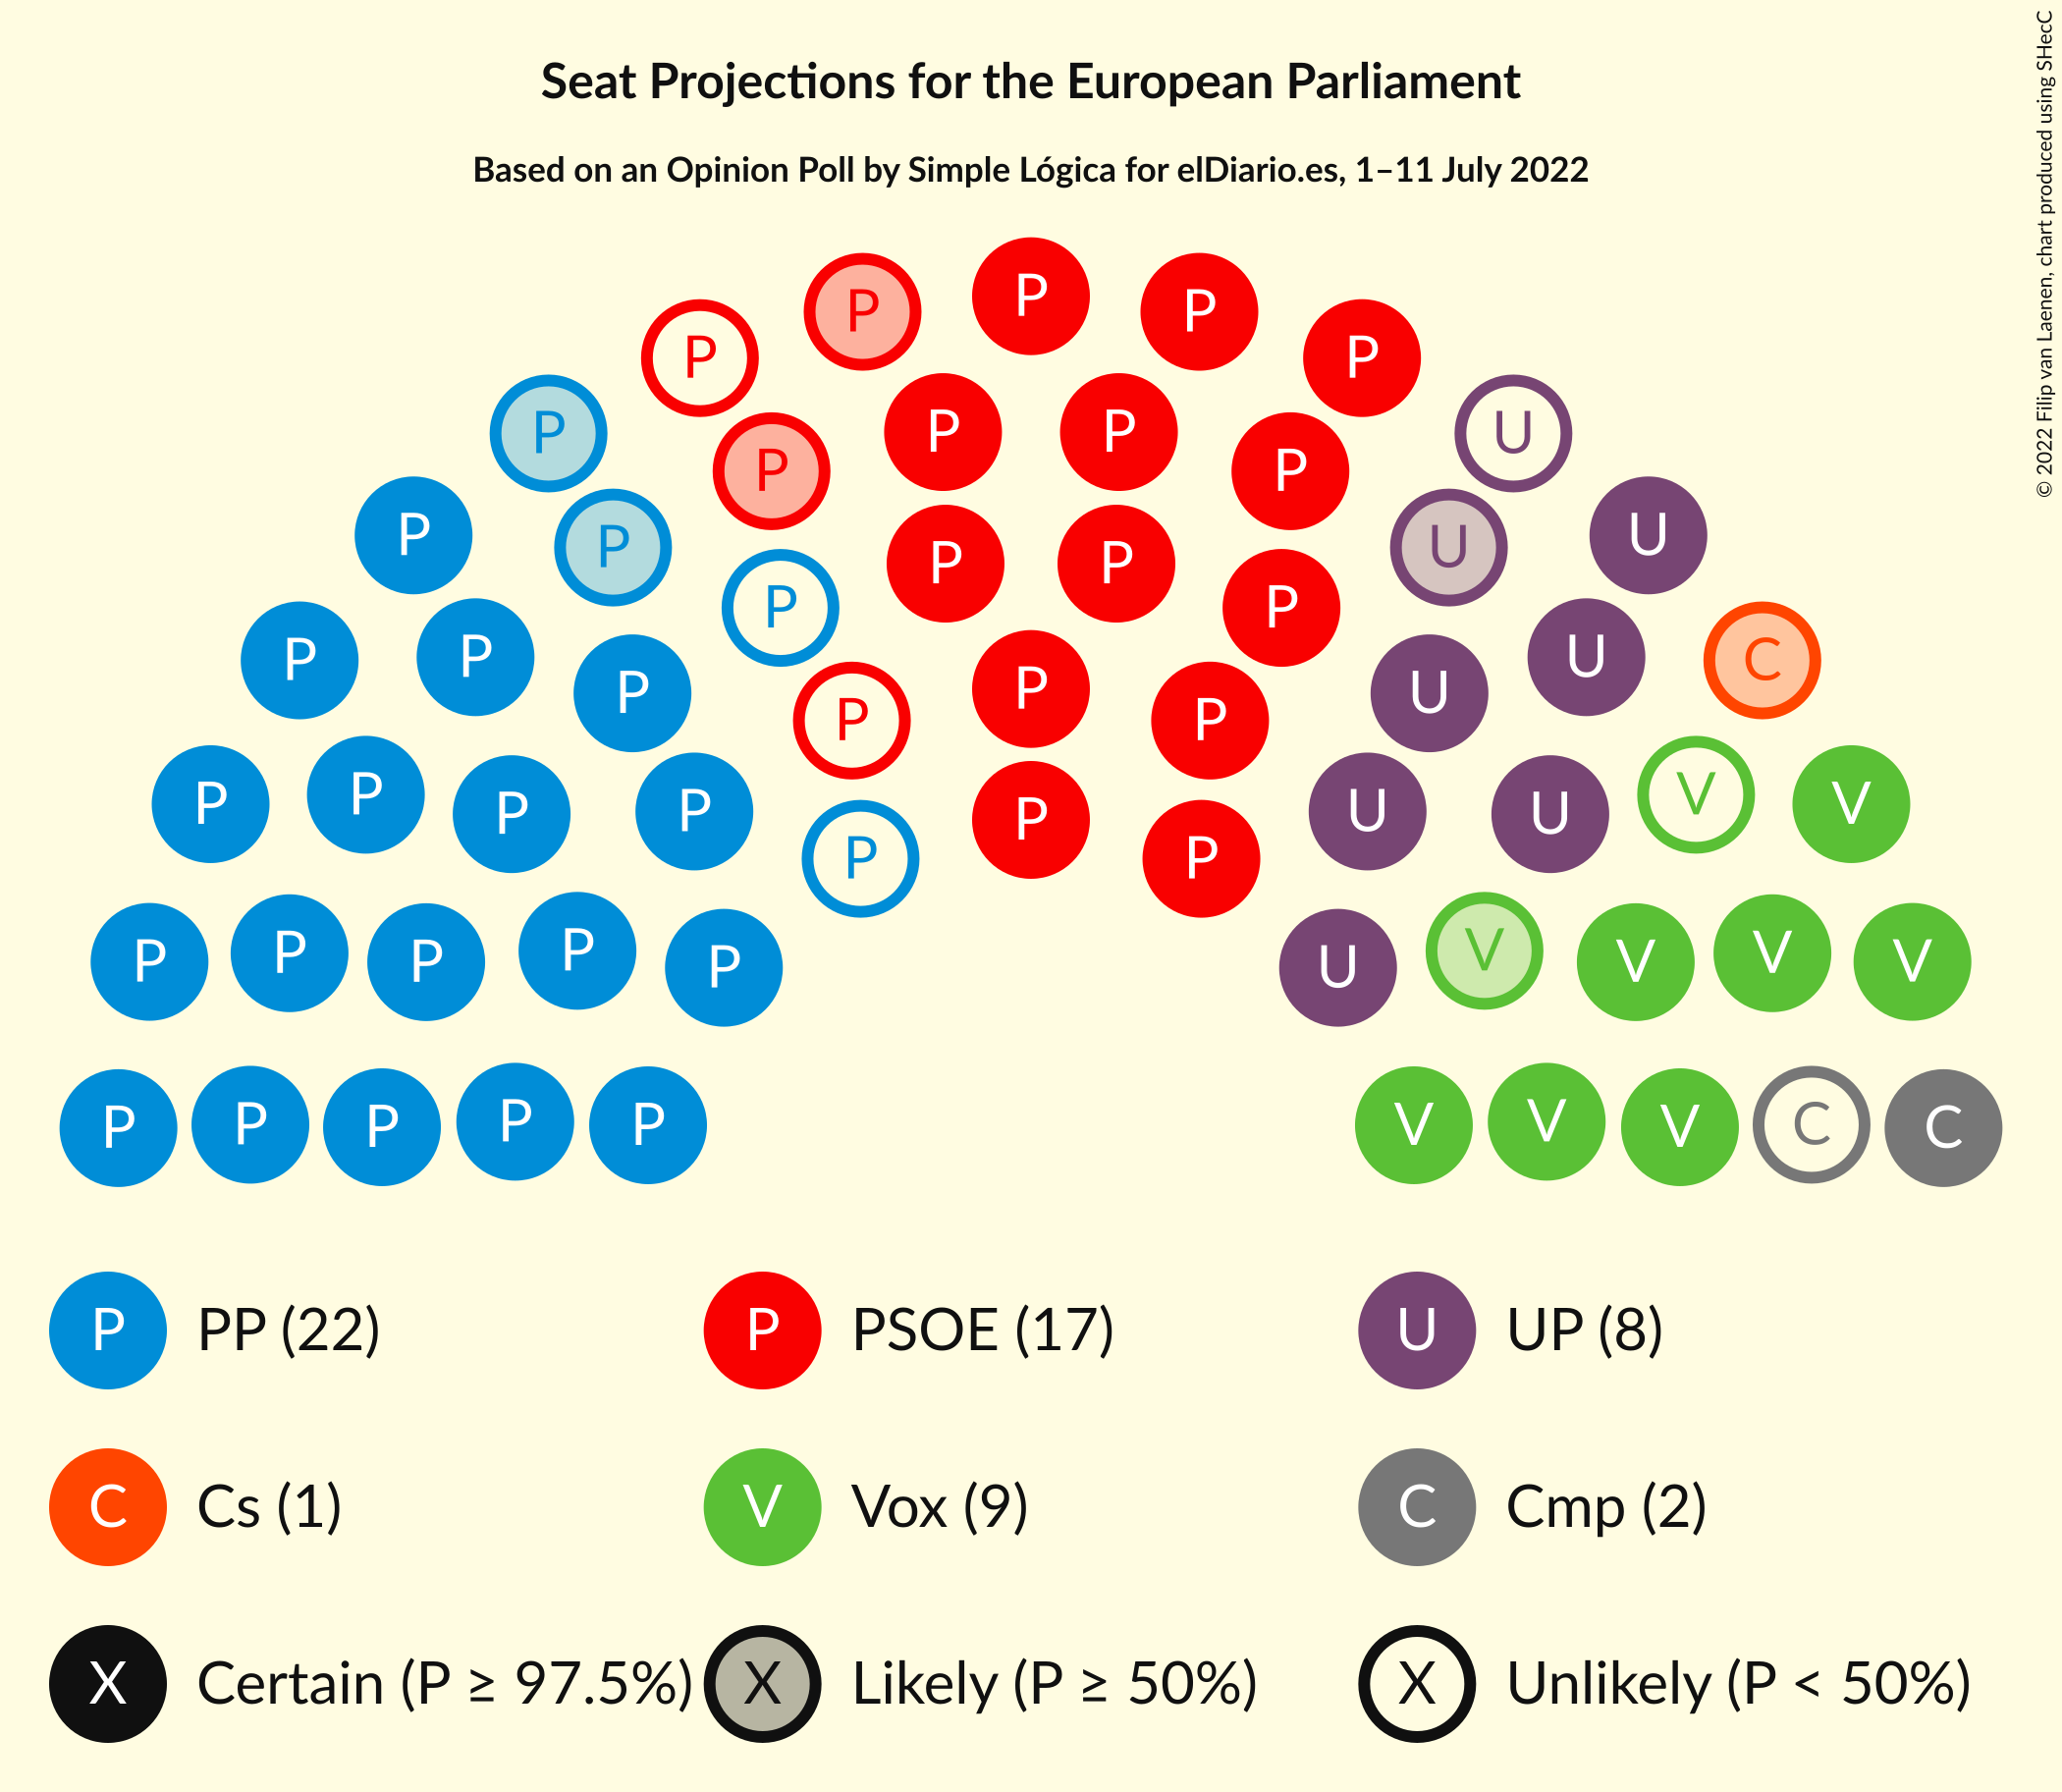 Seat Projections for the European Parliament
Based on an Opinion Poll by Simple Lógica for elDiario.es, 1–11 July 2022
© 2022 Filip van Laenen, chart produced using SHecC
P P P P P
P P U
P P P P U
P P P U U
P P P C
P P P P
P P U
P P P V V
P P P P U U
P P P
P P P P P U V V V V
P P P P P V V V C C
P PP (22) P PSOE (17) U UP (8)
C Cs (1) V Vox (9) C Cmp (2)
X Certain (P ≥ 97.5%) X Likely (P ≥ 50%) X Unlikely (P < 50%)